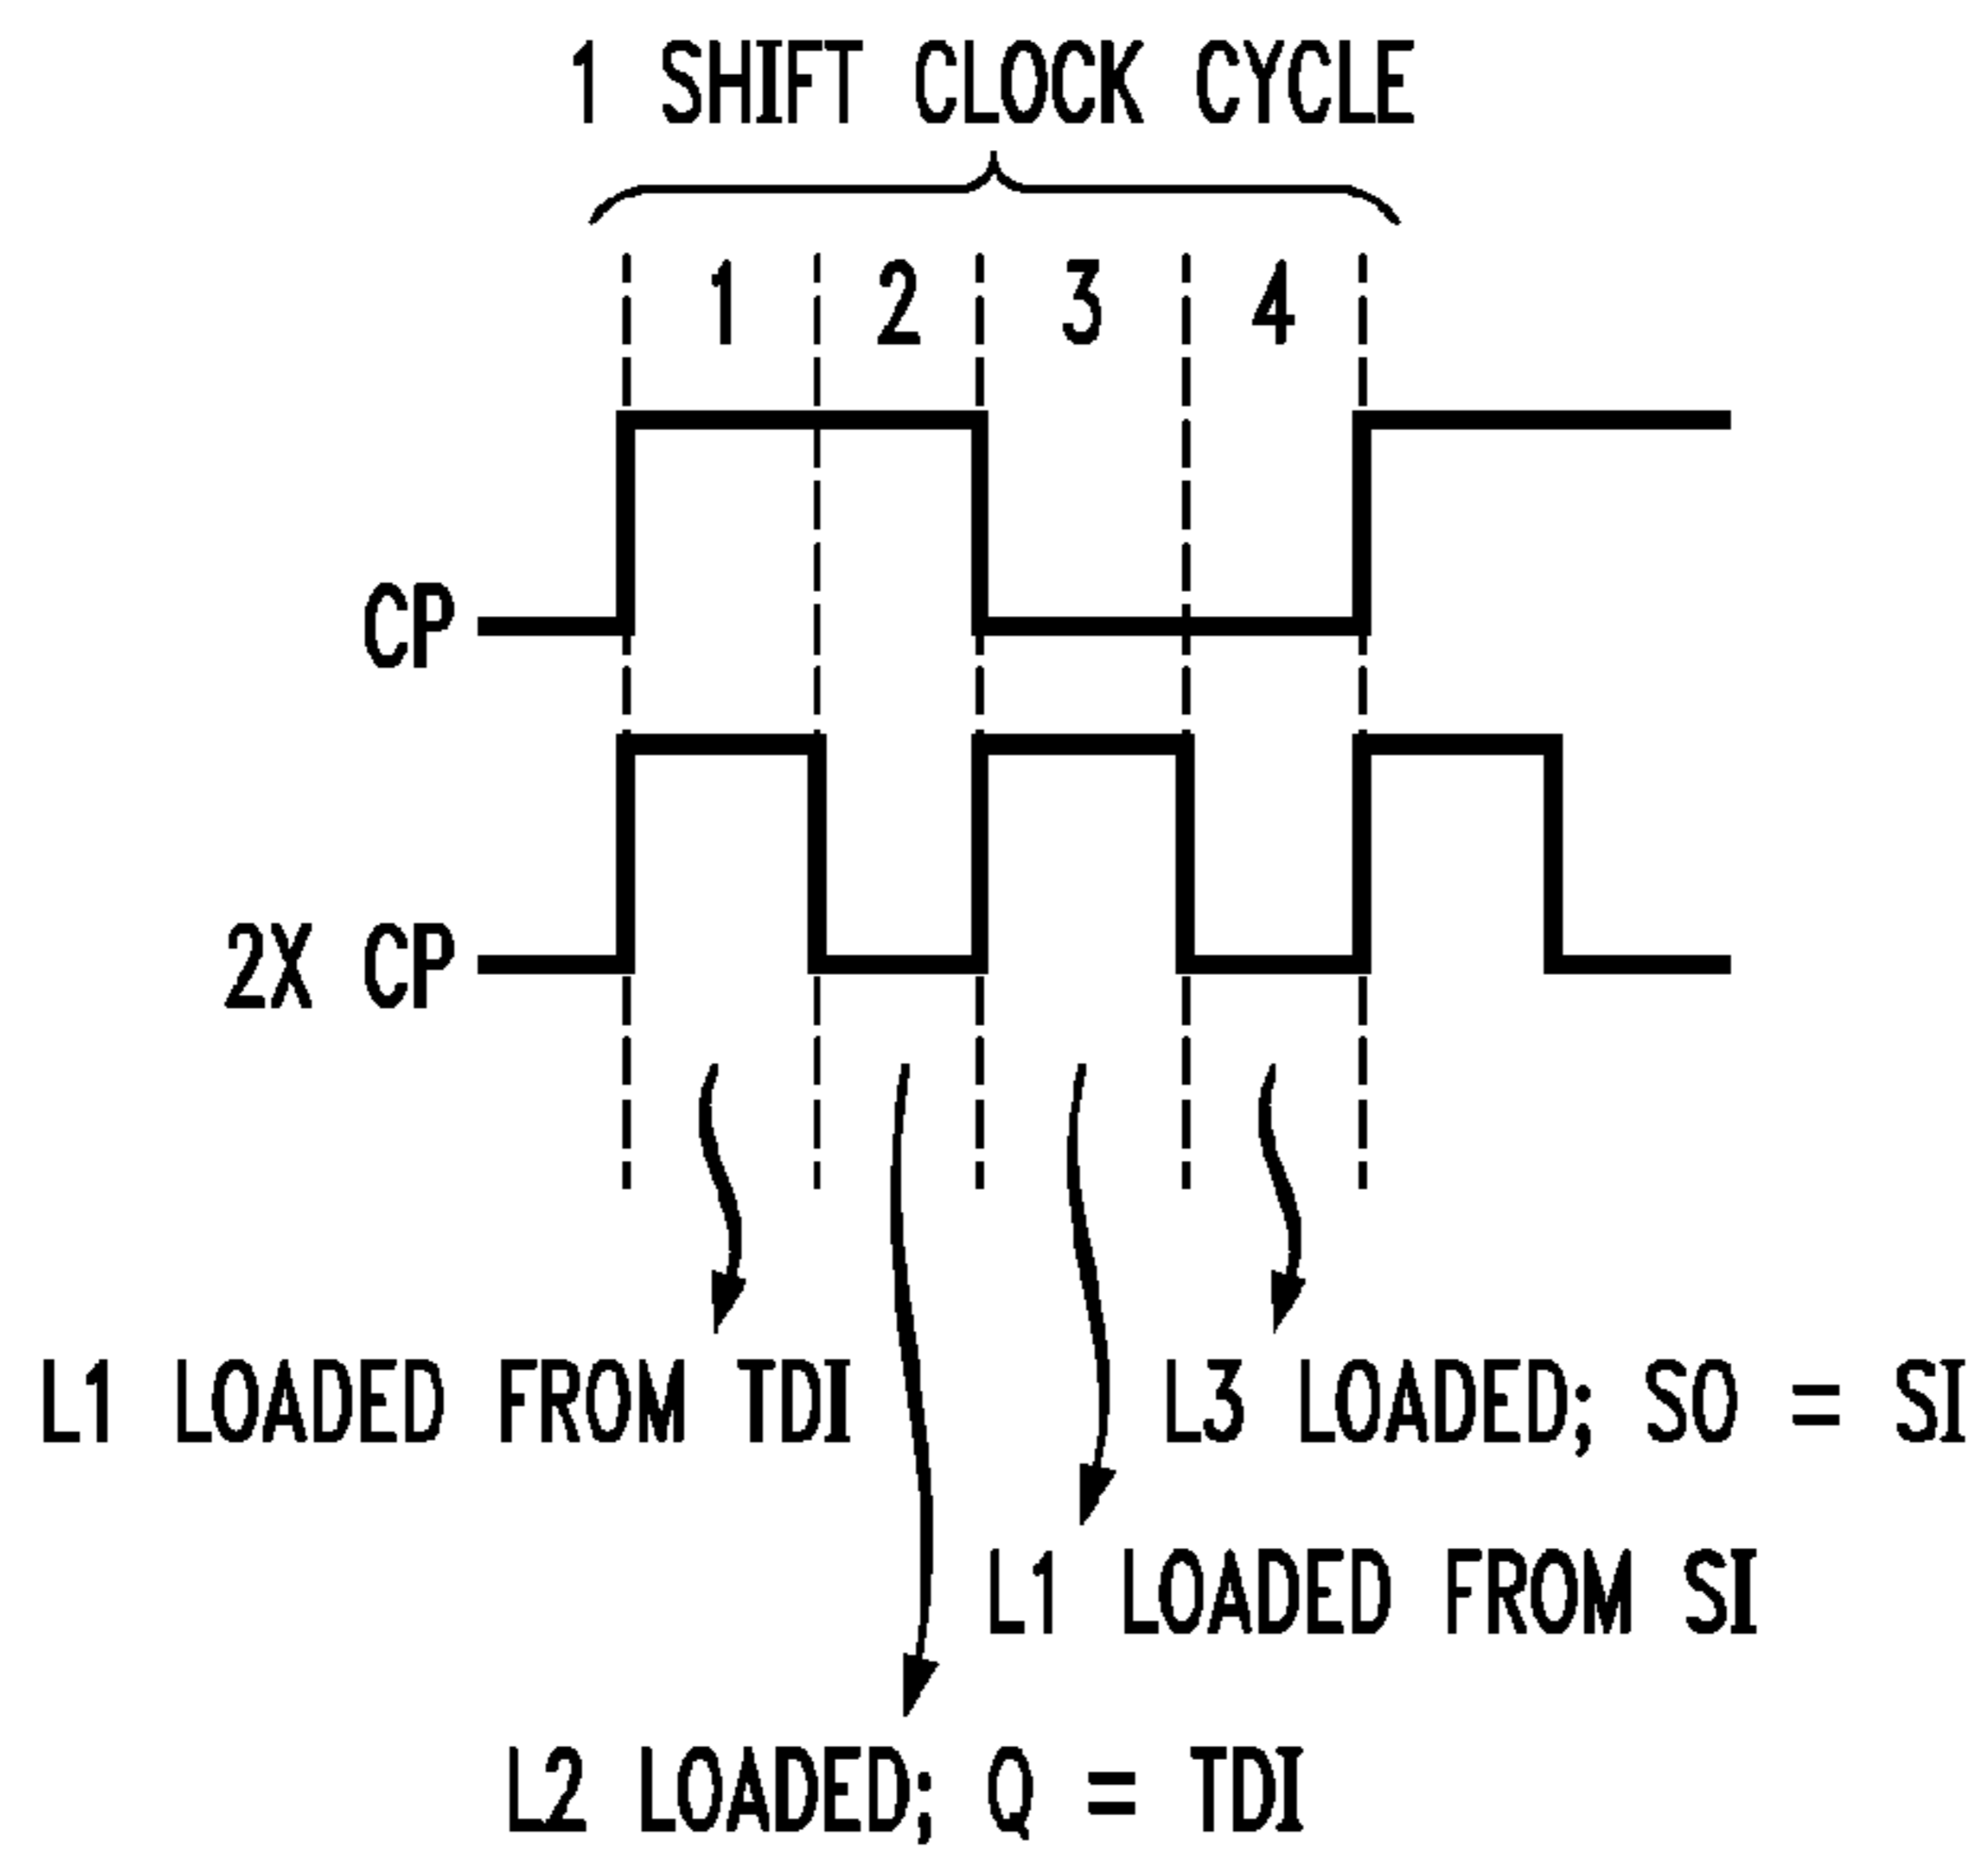 1 SHIFT CLOCK CYCLE
1 2 3 4
CP
2X CP
L1 LOADED FROM TDI
L3 LOADED; SO = SI
L1 LOADED FROM SI
L2 LOADED; Q = TDI